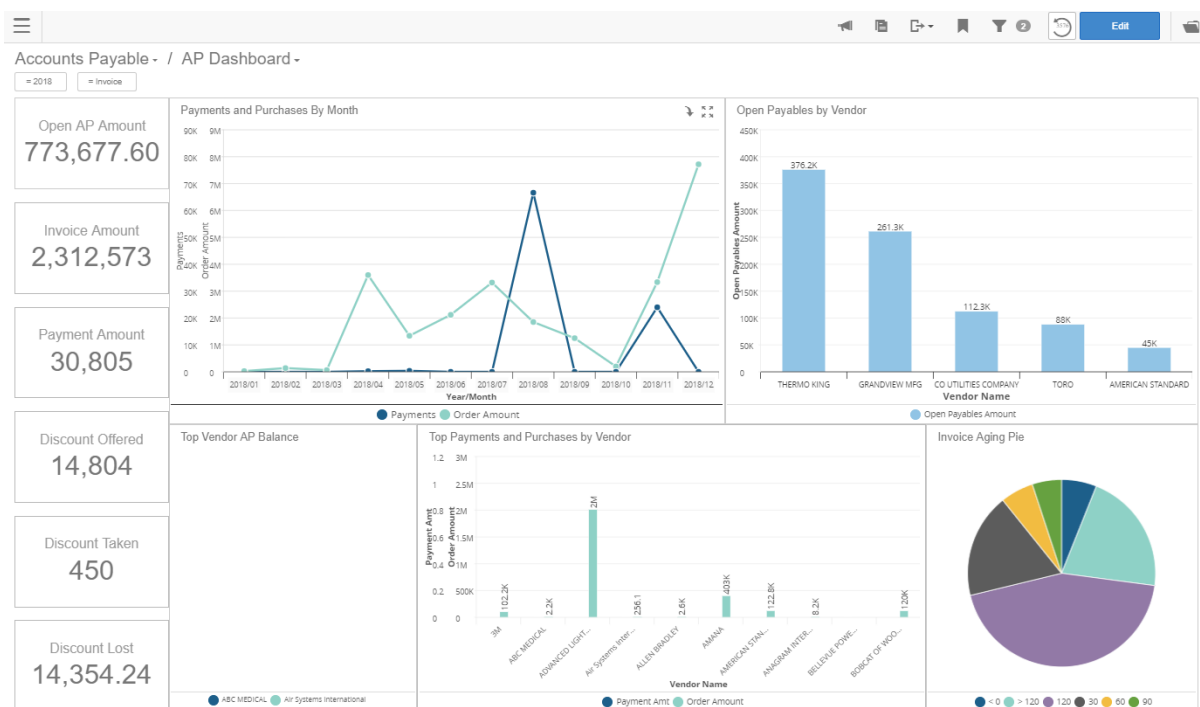 2
Edit
Accounts Payable / AP Dashboard
= 2018 = Invoice
Open AP Amount
773,677.60
Invoice Amount
2,312,573
Payment Amount
30,805
Discount Offered
14,804
Discount Taken
450
Discount Lost
14,354.24
Payments and Purchases By Month
90K 9M
80K 8M
70K 7M
60K 6M
5M
40K 4M
30K 3M
20K 2M
10K 1M
0 0
Payments
Order Amount
2018/01 2018/02 2018/03 2018/04 2018/05 2018/06 2018/07 2018/08 2018/09 2018/10 2018/11 2018/12
Year/Month
Payments Order Amount
Open Payables by Vendor
450K
400K
350K
300K
250K
200K
150K
100K
50K
0
Open Payables Amount
376.2K
261.3K
112.3K
88K
45K
THERMO KING GRANDVIEW MFG CO UTILITIES COMPANY TORO AMERICAN STANDARD
Vendor Name
Open Payables Amount
Top Vendor AP Balance
ABC MEDICAL Air Systems International
Top Payments and Purchases by Vendor
1.2 3M
1 2.5M
0.8 2M
1.5M
0.4 1M
0.2 500K
0 0
Payment Amt
Order Amount
102.2K
2.2K
2M
256.1
2.6K
403K
122.8K
8.2K
120K
3M
ABC MEDICAL
ADVANCED LIGHT...
Air Systems Inter...
ALLEN BRADLEY
AMANA
AMERICAN STAN...
ANAGRAM INTER...
BELLEVUE POWE...
BOBCAT OF WOO...
Vendor Name
Payment Amt Order Amount
Invoice Aging Pie
< 0 > 120 120 30 60 90